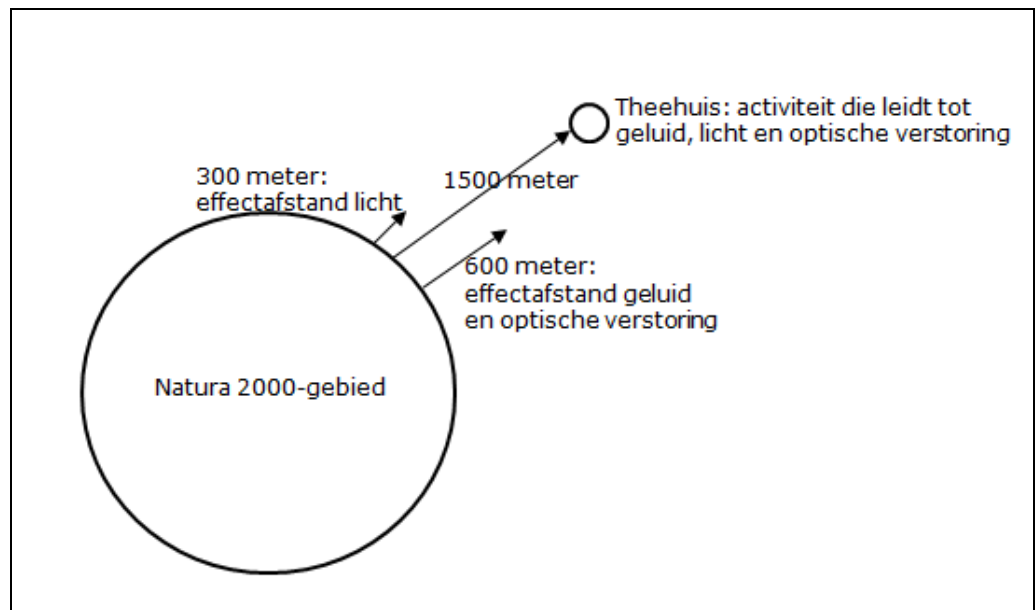 Theehuis: activiteit die leidt tot
geluid, licht en optische verstoring
300 meter:
effectafstand licht
1500 meter
600 meter:
effectafstand geluid
en optische verstoring
Natura 2000-gebied